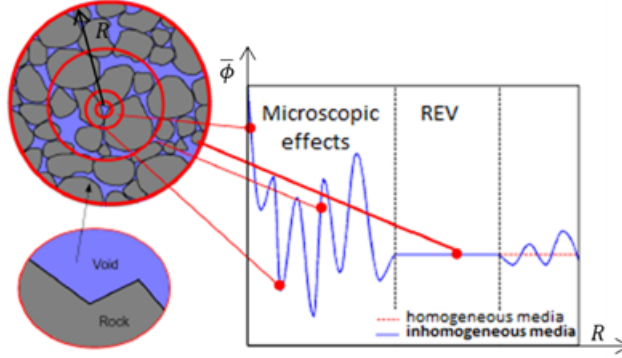 R
ϕ̅
Microscopic
effects
REV
Void
Rock
homogeneous media
inhomogeneous media
R